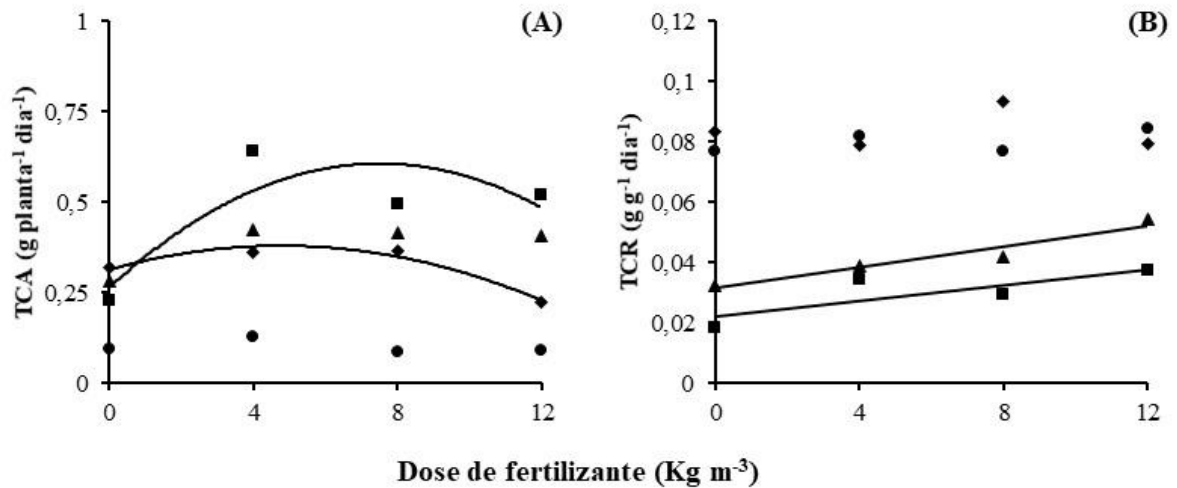 (A)
TCA (g planta⁻¹ dia⁻¹)
1
0,75
0,5
0,25
0
0 4 8 12
(B)
TCR (g g⁻¹ dia⁻¹)
0,12
0,1
0,08
0,06
0,04
0,02
0
0 4 8 12
Dose de fertilizante (Kg m⁻³)